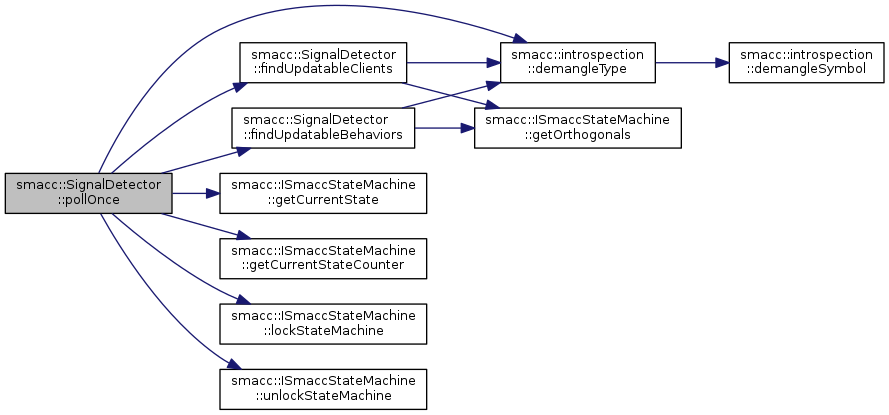 smacc::SignalDetector
::findUpdatableClients
smacc::introspection
::demangleType
smacc::introspection
::demangleSymbol
smacc::SignalDetector
::findUpdatableBehaviors
smacc::ISmaccStateMachine
::getOrthogonals
smacc::SignalDetector
::pollOnce
smacc::ISmaccStateMachine
::getCurrentState
smacc::ISmaccStateMachine
::getCurrentStateCounter
smacc::ISmaccStateMachine
::lockStateMachine
smacc::ISmaccStateMachine
::unlockStateMachine